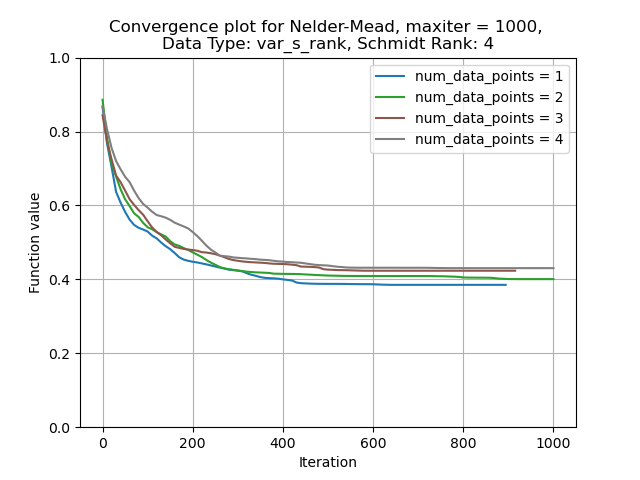 Convergence plot for Nelder-Mead, maxiter = 1000,
Data Type: var_s_rank, Schmidt Rank: 4
num_data_points = 1
num_data_points = 2
num_data_points = 3
num_data_points = 4
Function value
1.0
0.8
0.6
0.4
0.2
0.0
0 200 400 600 800 1000
Iteration